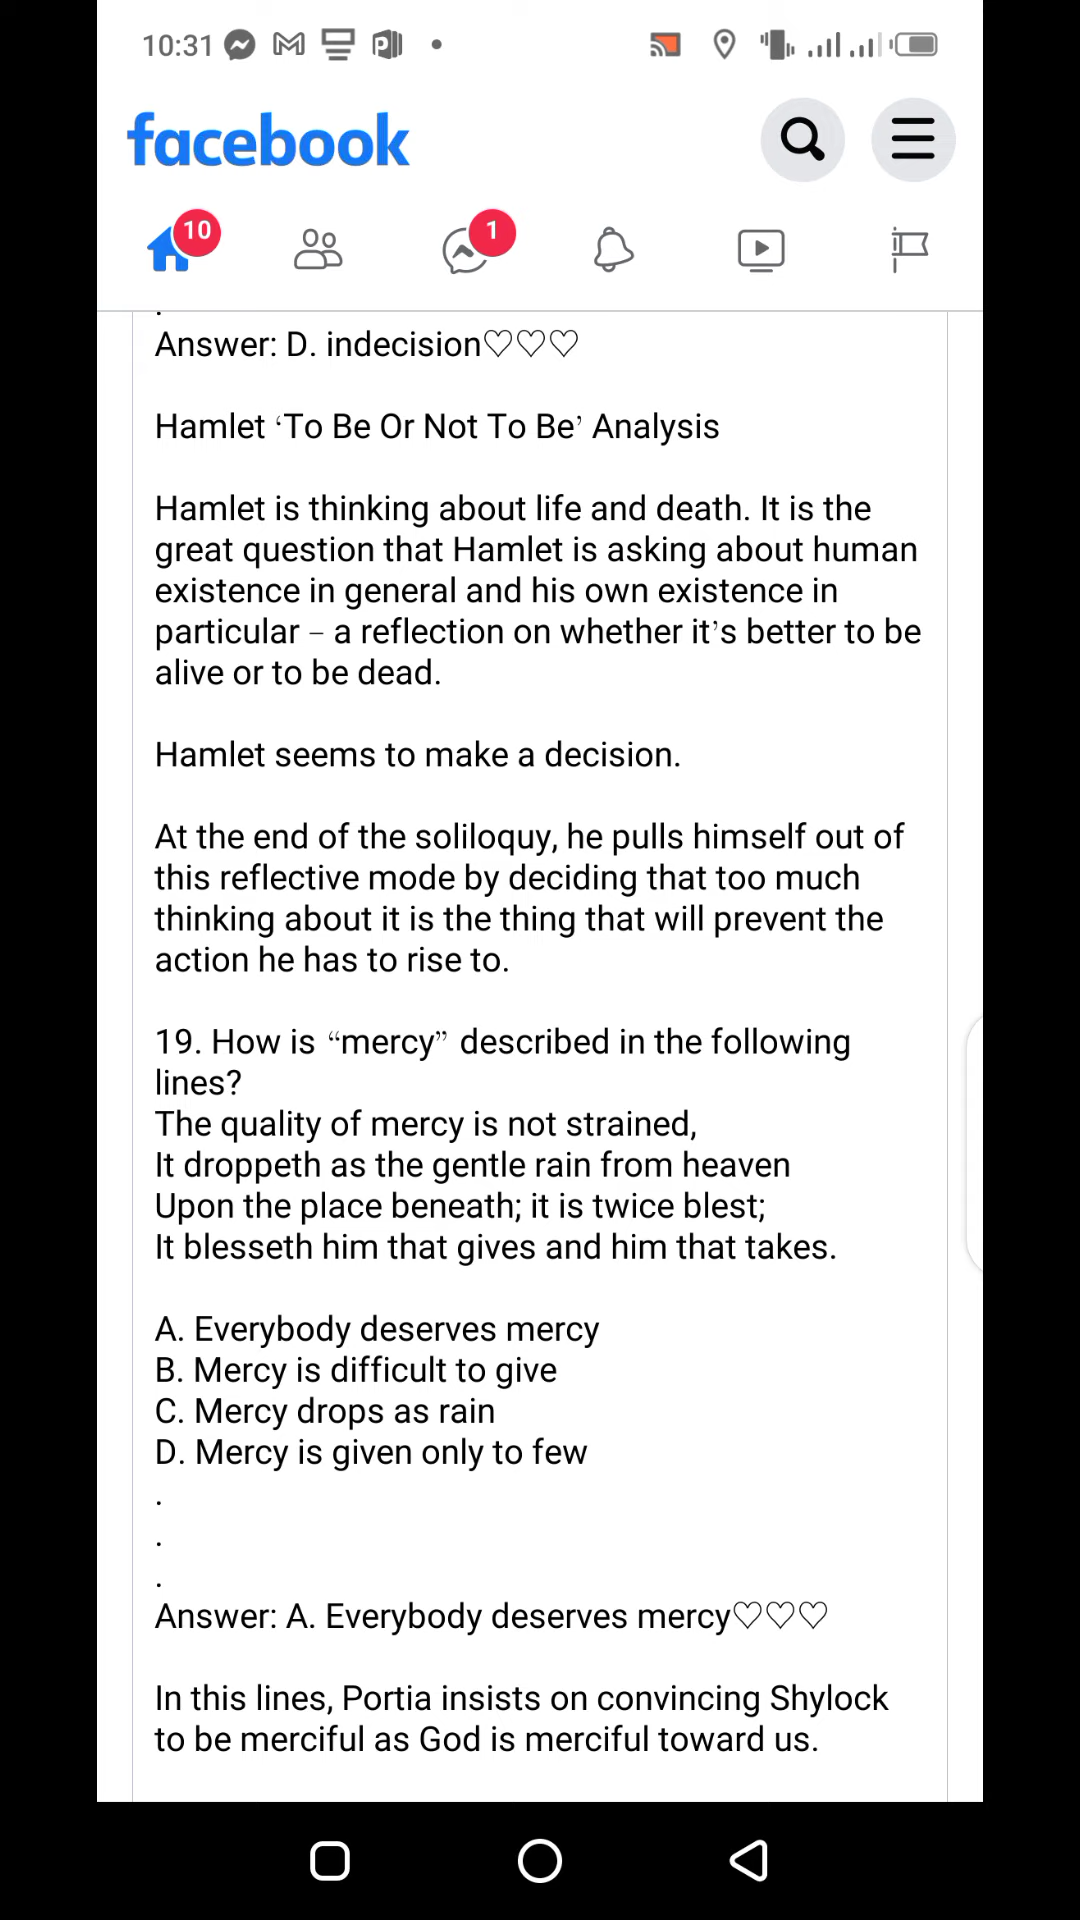 10:31
facebook
10
1
Answer: D. indecision♡♡♡
Hamlet ‘To Be Or Not To Be’ Analysis
Hamlet is thinking about life and death. It is the
great question that Hamlet is asking about human
existence in general and his own existence in
particular – a reflection on whether it’s better to be
alive or to be dead.
Hamlet seems to make a decision.
At the end of the soliloquy, he pulls himself out of
this reflective mode by deciding that too much
thinking about it is the thing that will prevent the
action he has to rise to.
19. How is “mercy” described in the following
lines?
The quality of mercy is not strained,
It droppeth as the gentle rain from heaven
Upon the place beneath; it is twice blest;
It blesseth him that gives and him that takes.
A. Everybody deserves mercy
B. Mercy is difficult to give
C. Mercy drops as rain
D. Mercy is given only to few
.
.
.
Answer: A. Everybody deserves mercy♡♡♡
In this lines, Portia insists on convincing Shylock
to be merciful as God is merciful toward us.